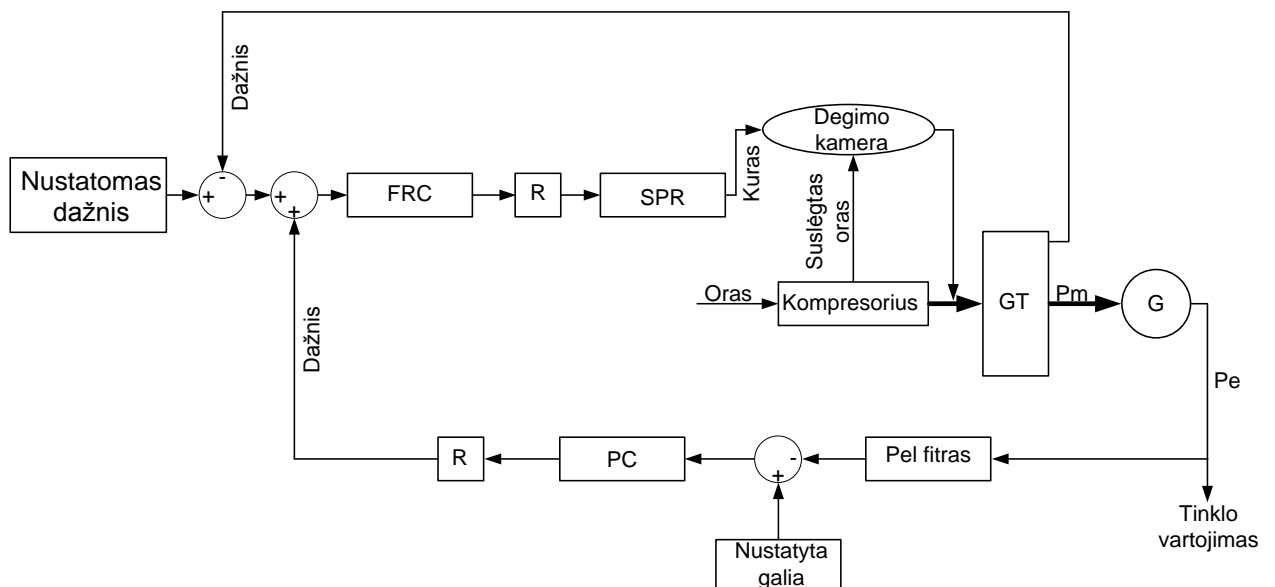 Dažnis
Degimo
kamera
Nustatomas
dažnis
+
-
+
+
FRC
R
SPR
Kuras
Suslėgtas
oras
Oras
Kompresorius
GT
Pm
G
Dažnis
Pe
R
PC
-
+
Pel fitras
Nustatyta
galia
Tinklo
vartojimas